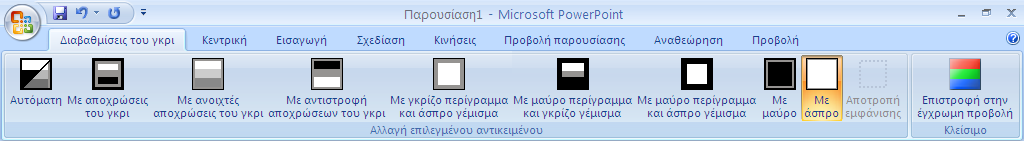 Παρουσίαση1 - Microsoft PowerPoint
Διαβαθμίσεις του γκρι Κεντρική Εισαγωγή Σχεδίαση Κινήσεις Προβολή παρουσίασης Αναθεώρηση Προβολή
Αυτόματη Με αποχρώσεις Με ανοιχτές Με αντιστροφή Με γκρίζο περίγραμμα Με μαύρο περίγραμμα Με μαύρο περίγραμμα Με Με Αποτροπή Επιστροφή στην
του γκρι αποχρώσεις του γκρι αποχρώσεων του γκρι και άσπρο γέμισμα και γκρίζο γέμισμα και άσπρο γέμισμα μαύρο άσπρο εμφάνισης έγχρωμη προβολή
Αλλαγή επιλεγμένου αντικειμένου Κλείσιμο